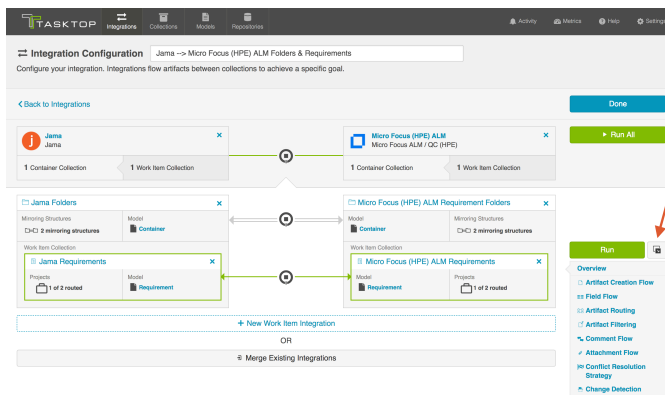 TASKTOP
Integrations Collections Models Repositories Activity Metrics Help Settings
Integration Configuration Jama --> Micro Focus (HPE) ALM Folders & Requirements
Configure your integration. Integrations flow artifacts between collections to achieve a specific goal.
Back to Integrations Done
Jama × Micro Focus (HPE) ALM × Run All
Jama Micro Focus ALM / QC (HPE)
1 Container Collection 1 Work Item Collection 1 Container Collection 1 Work Item Collection
Jama Folders × Micro Focus (HPE) ALM Requirement Folders ×
Mirroring Structures Model Model Mirroring Structures
2 mirroring structures Container Container 2 mirroring structures
Work Item Collection Work Item Collection Run
Jama Requirements × Micro Focus (HPE) ALM Requirements × Overview
Projects Model Model Projects Artifact Creation Flow
1 of 2 routed Requirement Requirement 1 of 2 routed Field Flow
Artifact Routing
+ New Work Item Integration Artifact Filtering
OR Comment Flow
Merge Existing Integrations Attachment Flow
Conflict Resolution
Strategy
Change Detection